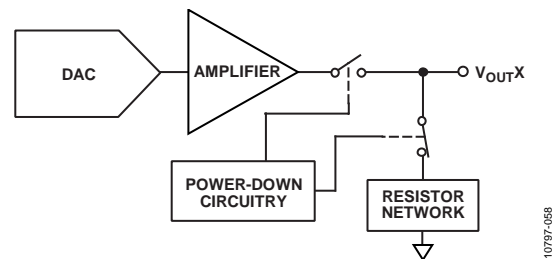 DAC
AMPLIFIER
VOUTX
POWER-DOWN
CIRCUITRY
RESISTOR
NETWORK
10797-058